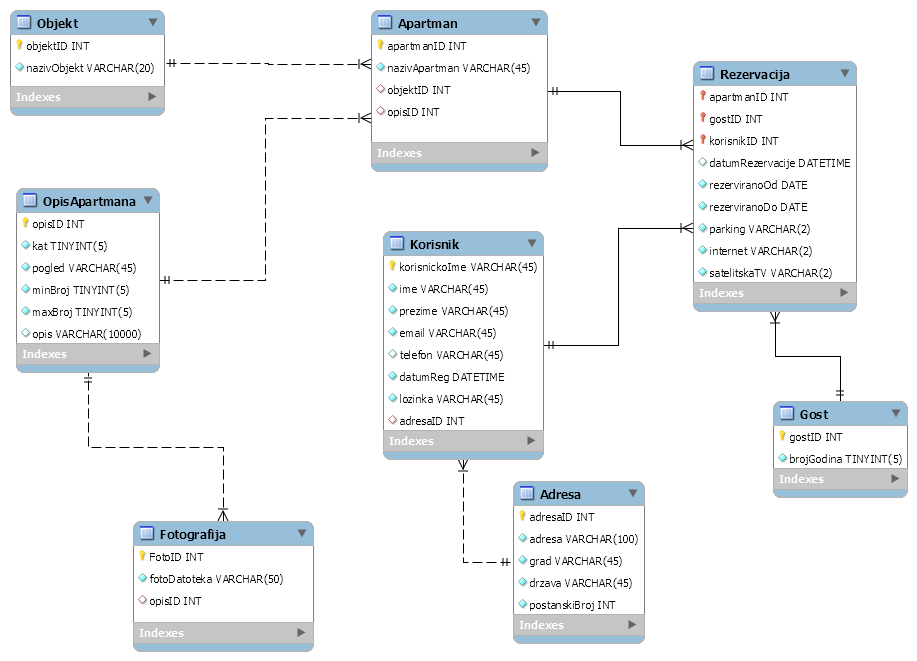 Objekt
objektID INT
nazivObjekt VARCHAR(20)
Indexes
Apartman
apartmanID INT
nazivApartman VARCHAR(45)
objektID INT
opisID INT
Indexes
Rezervacija
apartmanID INT
gostID INT
korisnikID INT
datumRezervacije DATETIME
rezerviranoOd DATE
rezerviranoDo DATE
parking VARCHAR(2)
internet VARCHAR(2)
satelitskaTV VARCHAR(2)
Indexes
OpisApartmana
opisID INT
kat TINYINT(5)
pogled VARCHAR(45)
minBroj TINYINT(5)
maxBroj TINYINT(5)
opis VARCHAR(10000)
Indexes
Korisnik
korisnickoIme VARCHAR(45)
ime VARCHAR(45)
prezime VARCHAR(45)
email VARCHAR(45)
telefon VARCHAR(45)
datumReg DATETIME
lozinka VARCHAR(45)
adresaID INT
Indexes
Gost
gostID INT
brojGodina TINYINT(5)
Indexes
Adresa
adresaID INT
adresa VARCHAR(100)
grad VARCHAR(45)
drzava VARCHAR(45)
postanskiBroj INT
Indexes
Fotografija
FotoID INT
fotoDatoteka VARCHAR(50)
opisID INT
Indexes